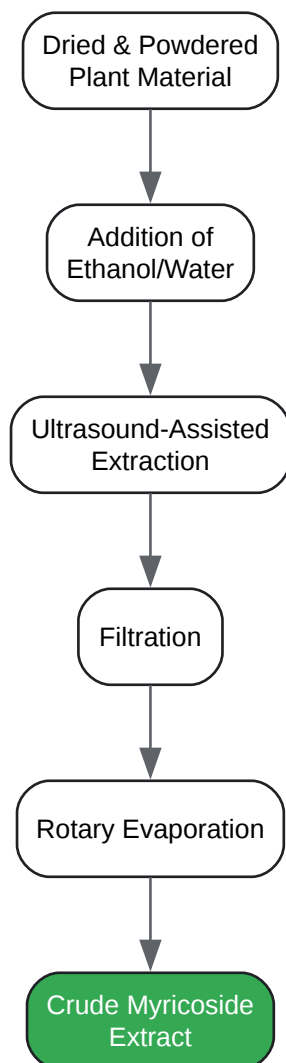 Dried & Powdered
Plant Material
Addition of
Ethanol/Water
Ultrasound-Assisted
Extraction
Filtration
Rotary Evaporation
Crude Myricoside
Extract